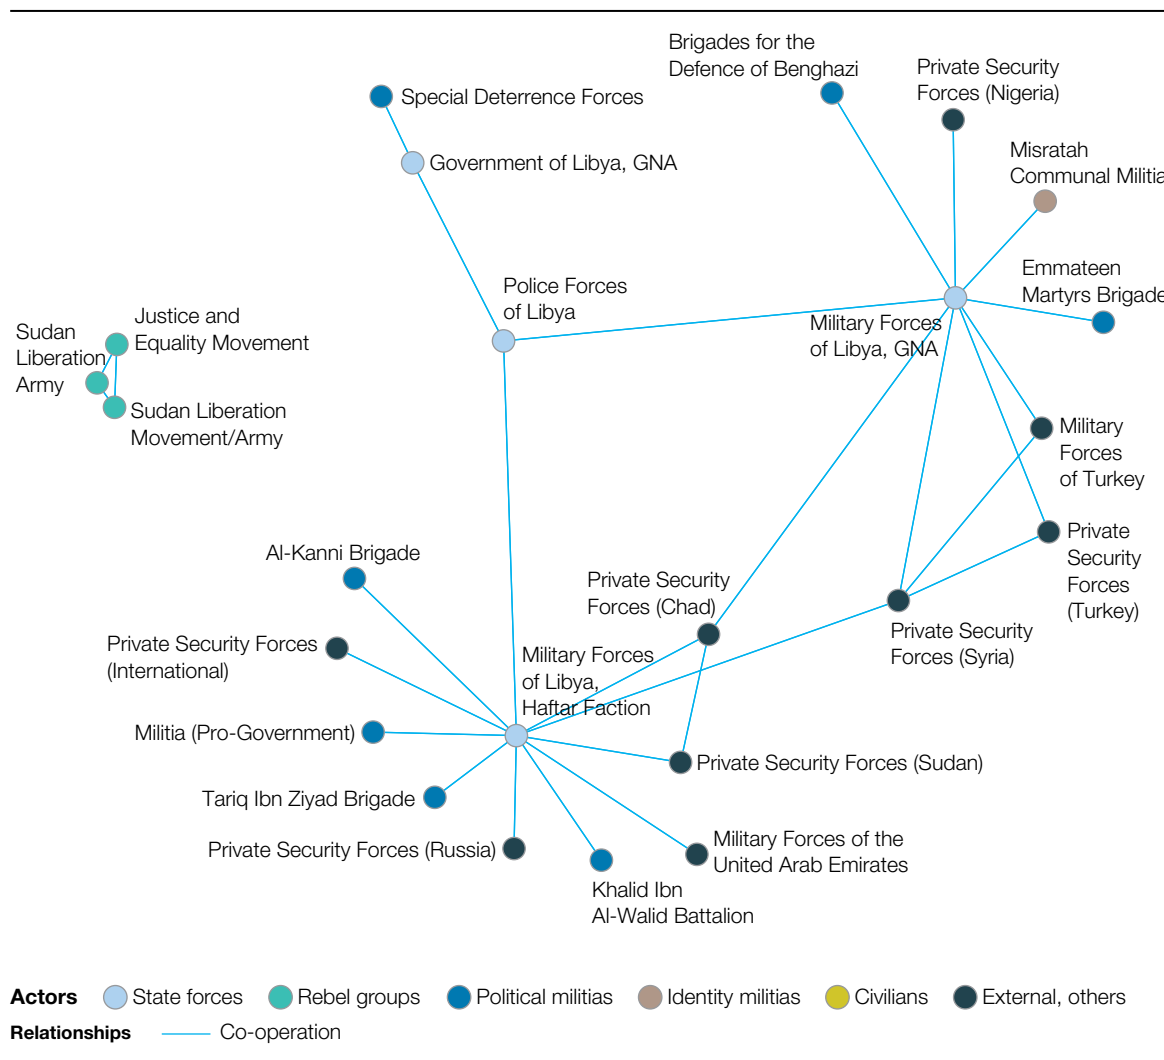 Brigades for the
Defence of Benghazi
Private Security
Forces (Nigeria)
Special Deterrence Forces
Misratah
Communal Militia
Government of Libya, GNA
Emmateen
Martyrs Brigade
Police Forces
of Libya
Military Forces
of Libya, GNA
Justice and
Equality Movement
Sudan
Liberation
Army
Sudan Liberation
Movement/Army
Military
Forces
of Turkey
Private
Security
Forces
(Turkey)
Al-Kanni Brigade
Private Security
Forces (Chad)
Private Security
Forces (Syria)
Private Security Forces
(International)
Military Forces
of Libya,
Haftar Faction
Militia (Pro-Government)
Private Security Forces (Sudan)
Tariq Ibn Ziyad Brigade
Private Security Forces (Russia)
Military Forces of the
United Arab Emirates
Khalid Ibn
Al-Walid Battalion
Actors State forces Rebel groups Political militias Identity militias Civilians External, others
Relationships Co-operation